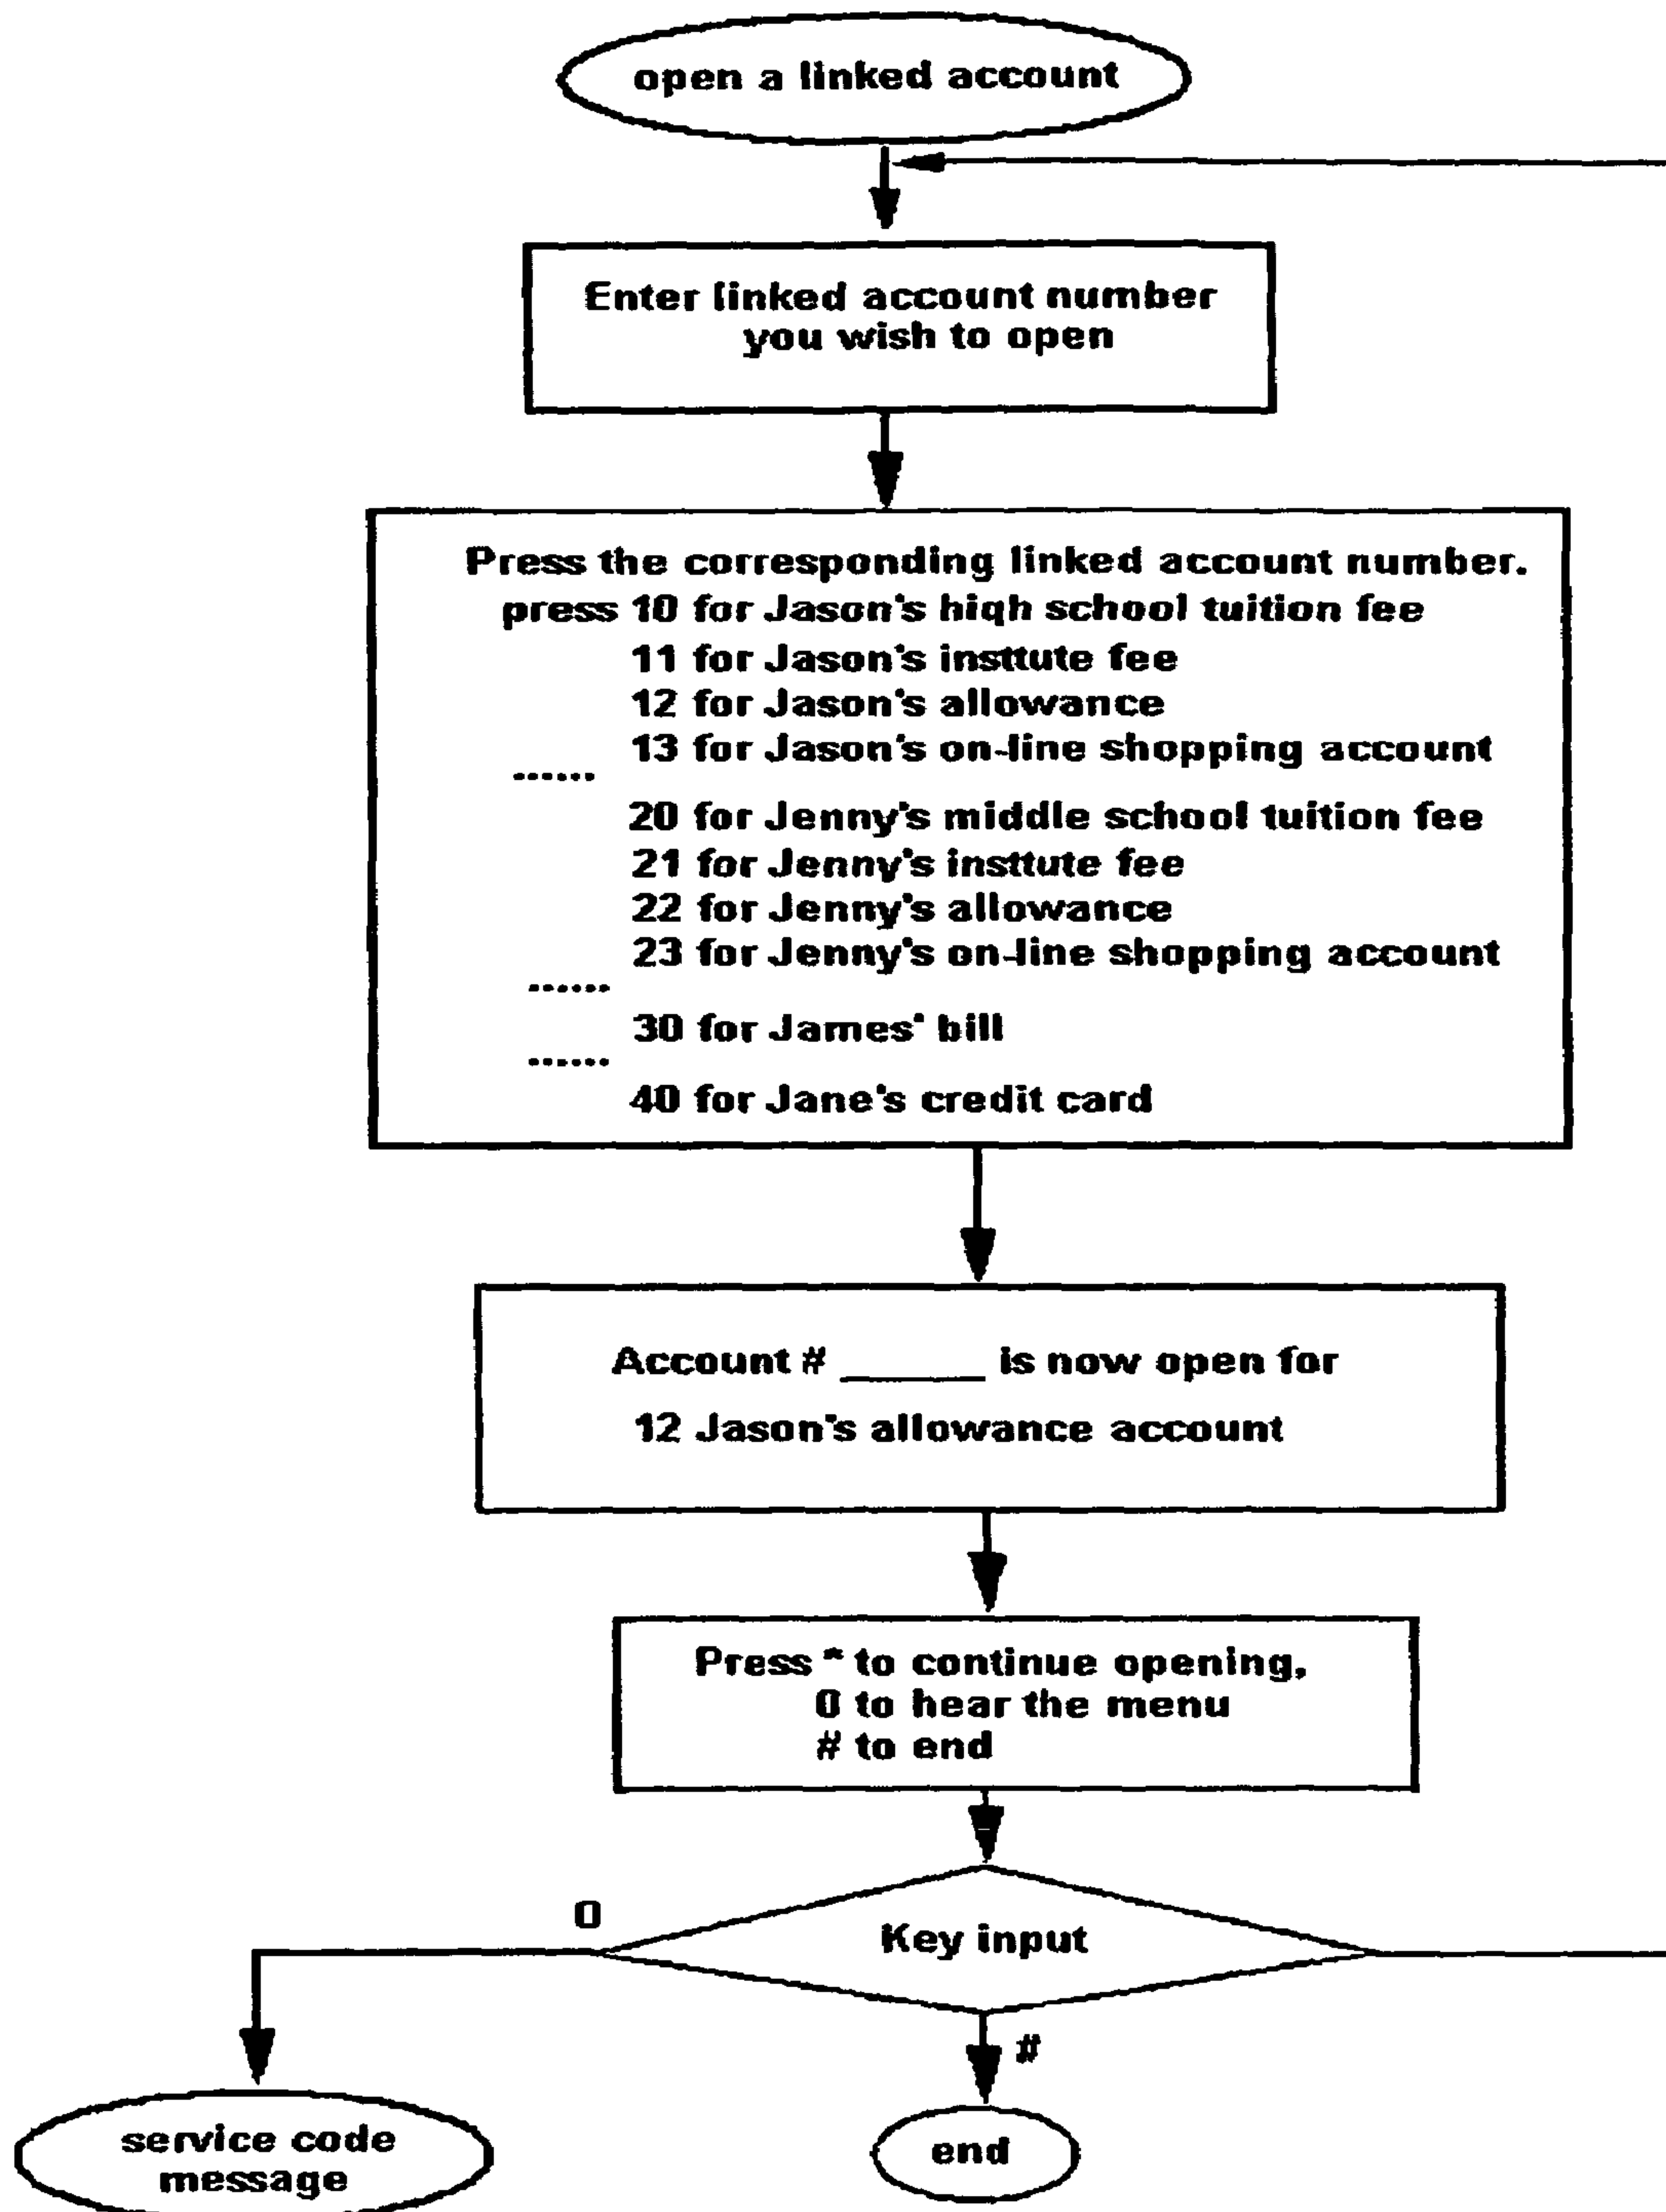 open a linked account
Enter linked account number
you wish to open
Press the corresponding linked account number.
press 10 for Jason's high school tuition fee
11 for Jason's insttute fee
12 for Jason's allowance
13 for Jason's on-line shopping account
......
20 for Jenny's middle school tuition fee
21 for Jenny's insttute fee
22 for Jenny's allowance
23 for Jenny's on-line shopping account
......
30 for James' bill
......
40 for Jane's credit card
Account # ______ is now open for
12 Jason's allowance account
Press * to continue opening,
0 to hear the menu
# to end
0
Key input
#
service code
message
end